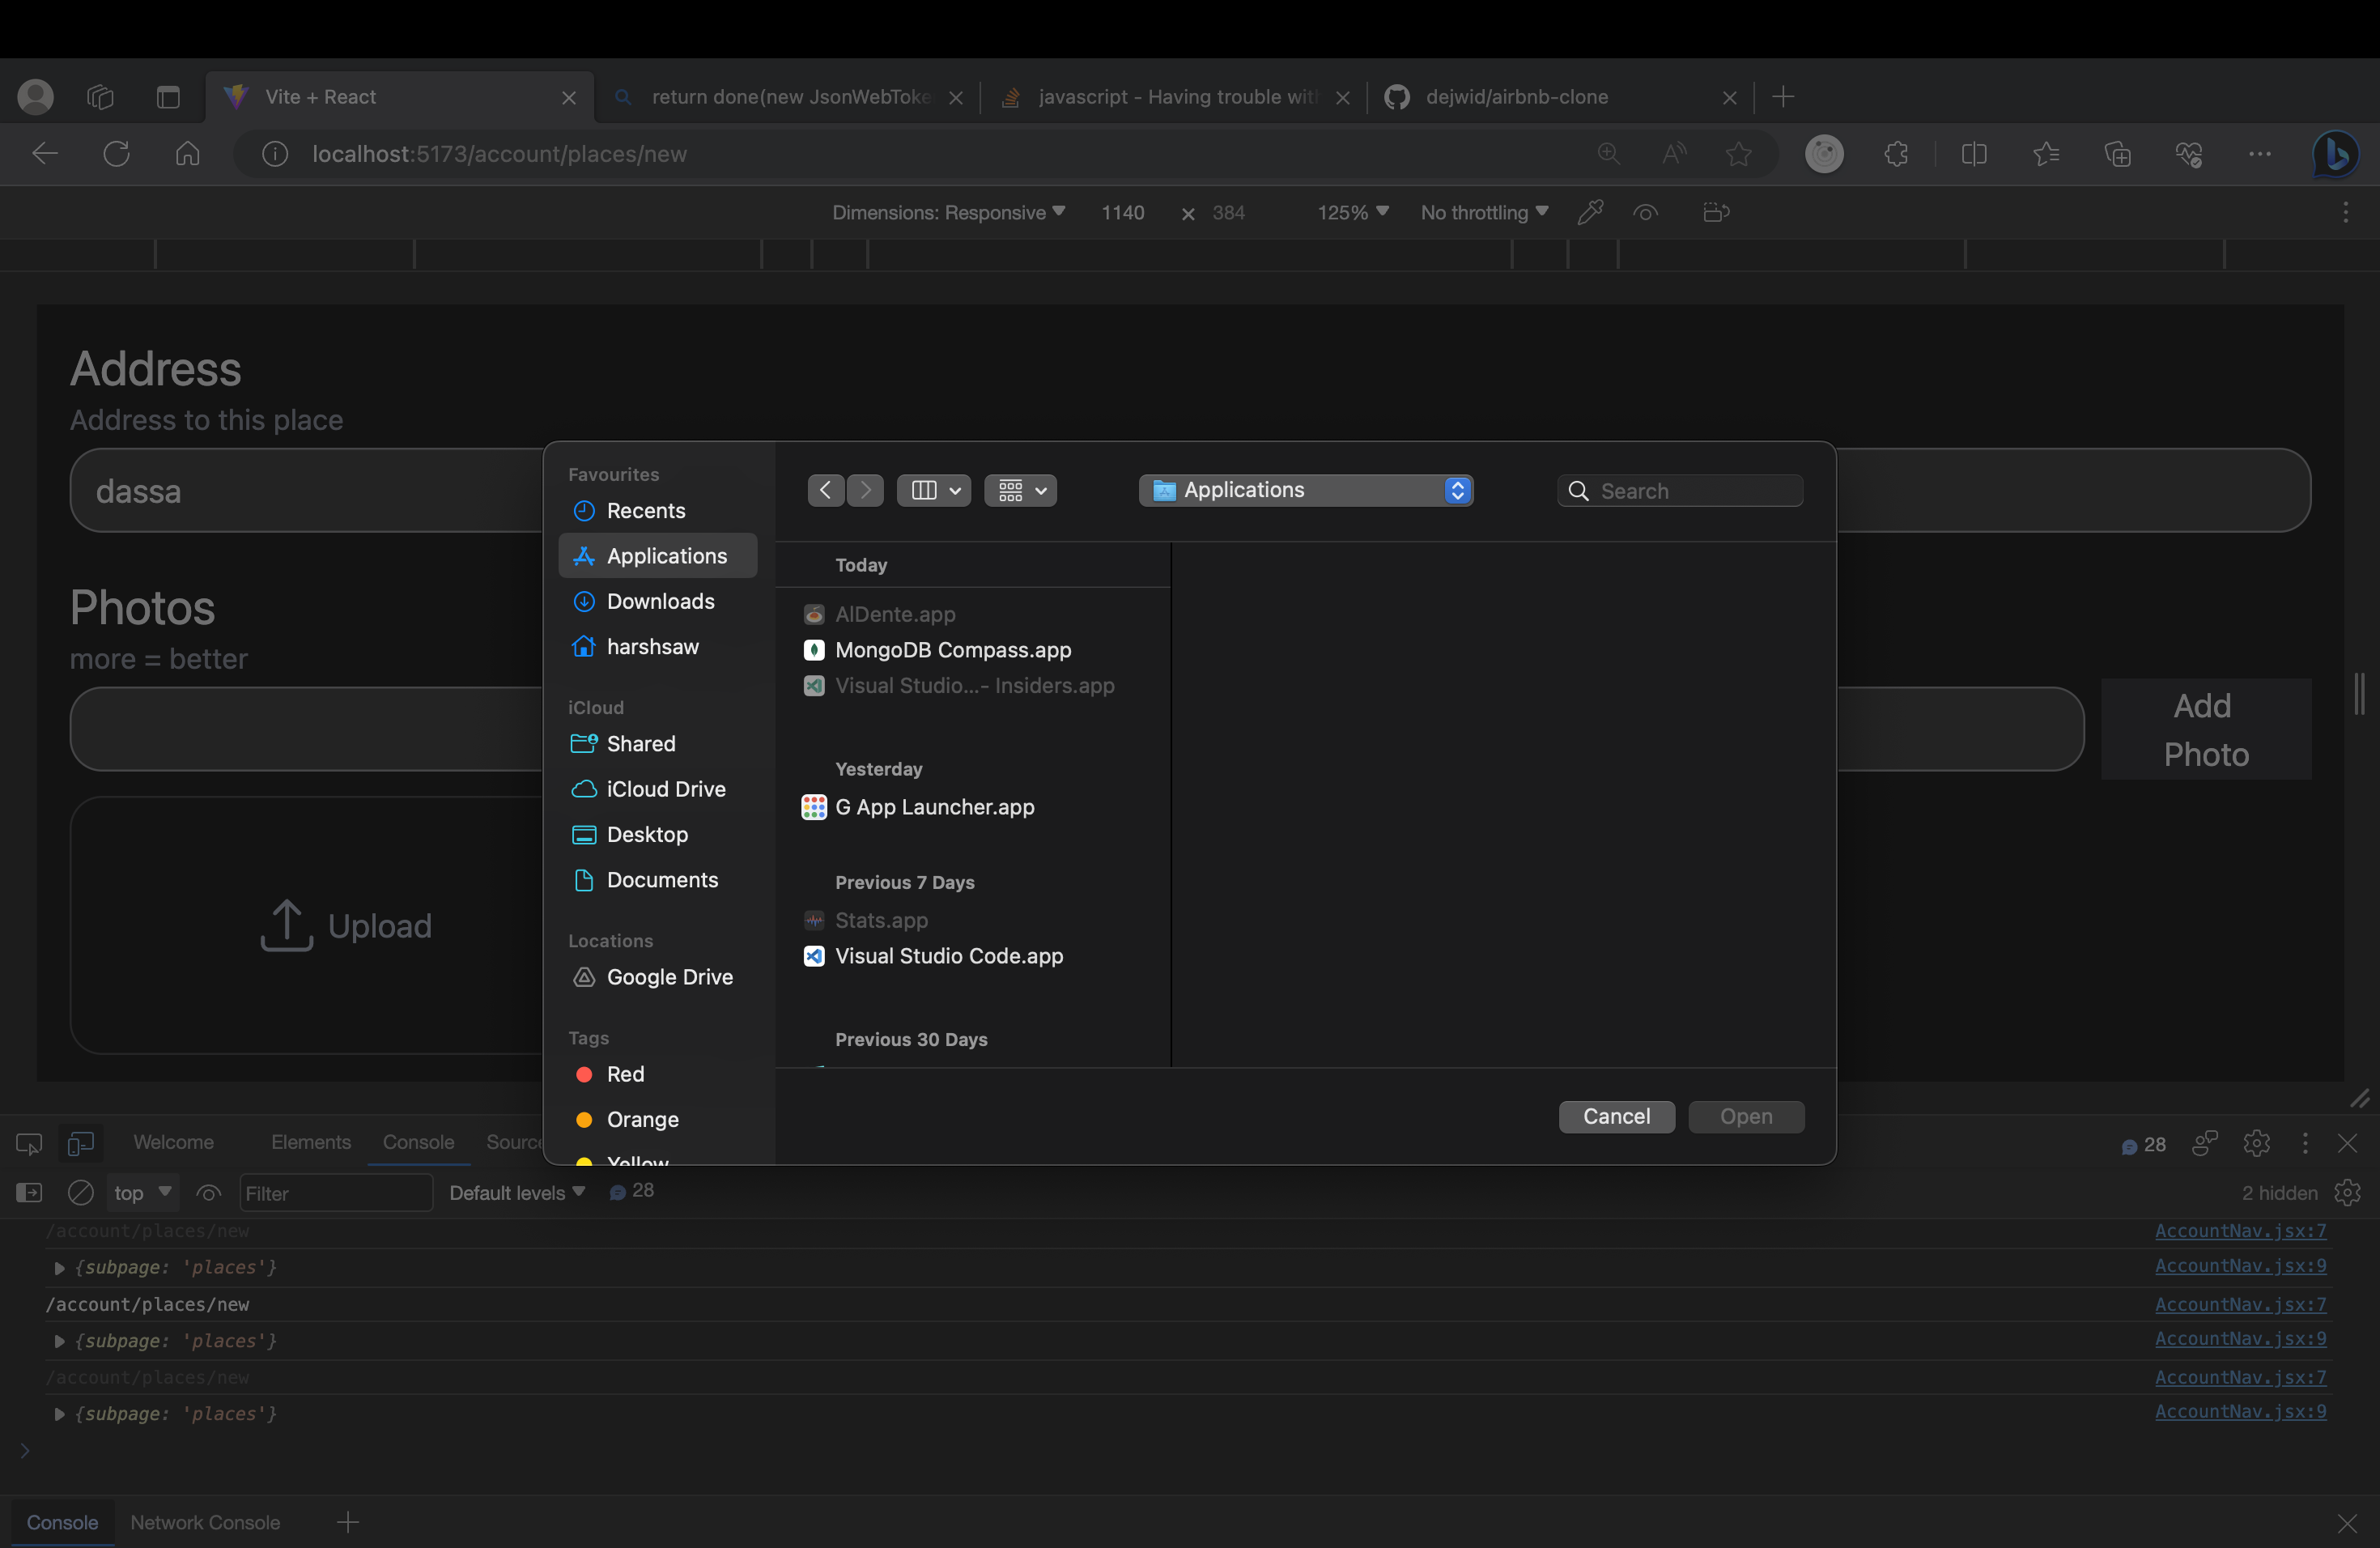 Vite + React
return done(new JsonWebToke
javascript - Having trouble wit
dejwid/airbnb-clone
localhost:5173/account/places/new
Dimensions: Responsive 1140 × 384 125% No throttling
Address
Address to this place
dassa
Photos
more = better
Add
Photo
Upload
Favourites
Recents
Applications
Downloads
harshsaw
iCloud
Shared
iCloud Drive
Desktop
Documents
Locations
Google Drive
Tags
Red
Orange
Yellow
Applications
Search
Today
AlDente.app
MongoDB Compass.app
Visual Studio...- Insiders.app
Yesterday
G App Launcher.app
Previous 7 Days
Stats.app
Visual Studio Code.app
Previous 30 Days
Cancel
Open
Welcome Elements Console Sourc 28
top Filter Default levels 28 2 hidden
/account/places/new AccountNav.jsx:7
{subpage: 'places'} AccountNav.jsx:9
/account/places/new AccountNav.jsx:7
{subpage: 'places'} AccountNav.jsx:9
/account/places/new AccountNav.jsx:7
{subpage: 'places'} AccountNav.jsx:9
Console Network Console